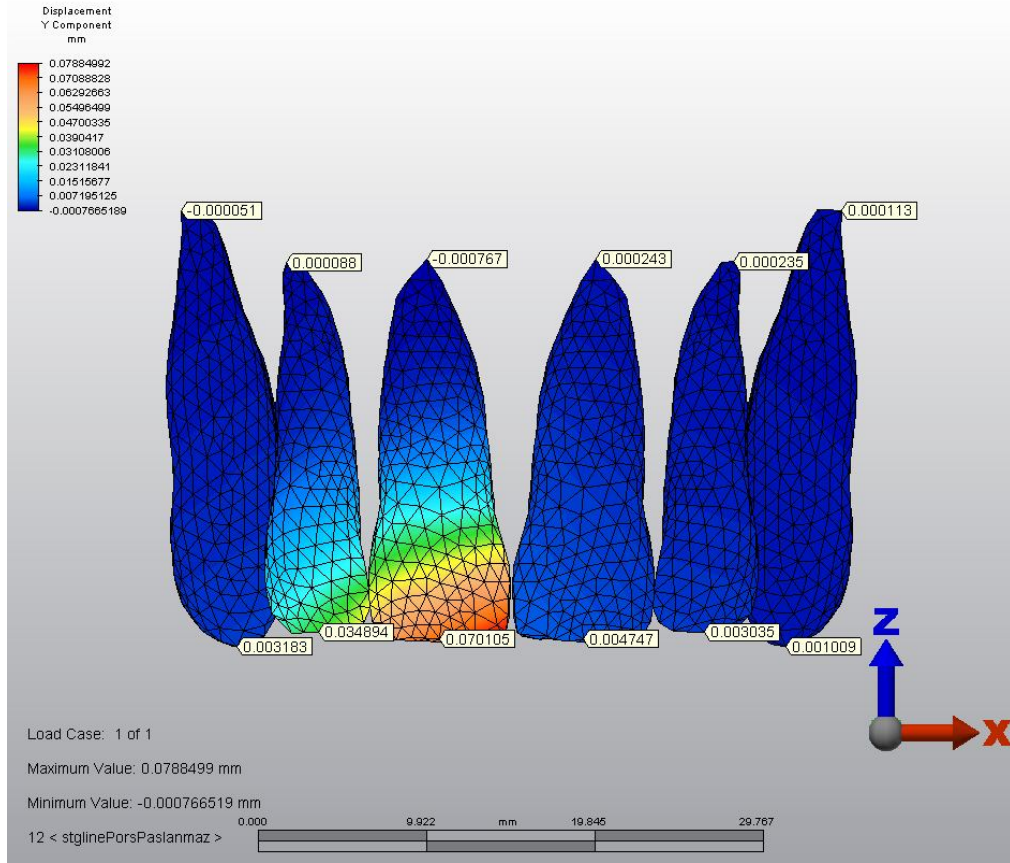 Displacement
Y Component
mm
0.07884992
0.07088828
0.06292663
0.05496499
0.04700335
0.0390417
0.03108006
0.02311841
0.01515677
0.007195125
-0.0007665189
-0.000051
0.000113
0.000088
-0.000767
0.000243
0.000235
0.034894
0.070105
0.004747
0.003035
0.003183
0.001009
Z
X
Load Case: 1 of 1
Maximum Value: 0.0788499 mm
Minimum Value: -0.000766519 mm
0.000 9.922 mm 19.845 29.767
12 < stglinePorsPaslanmaz >